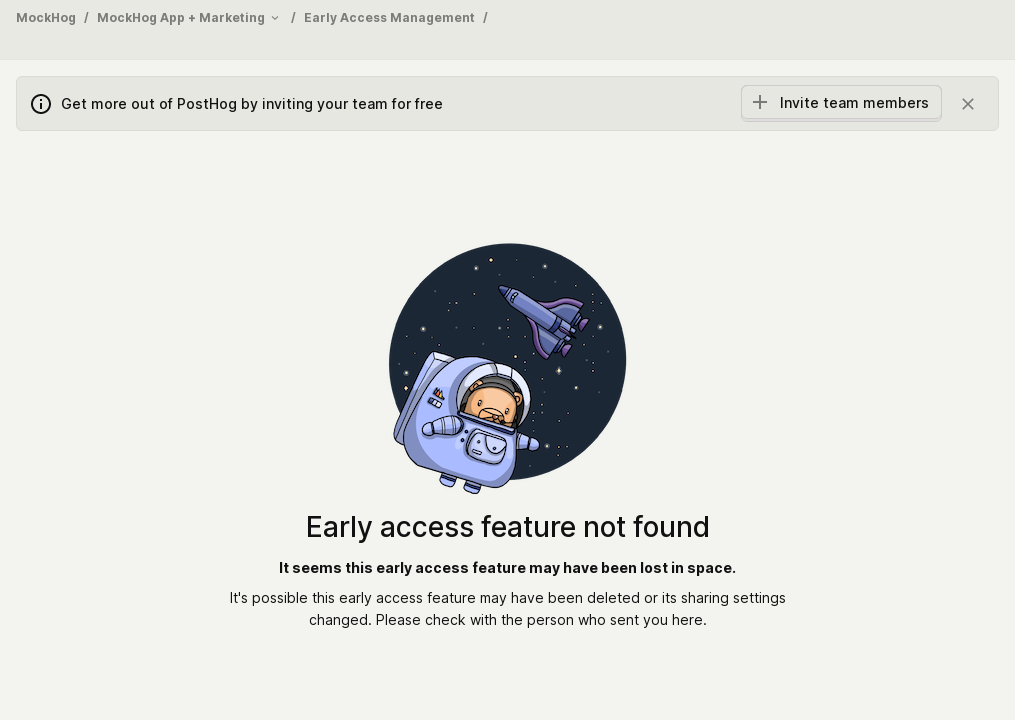 MockHog / MockHog App + Marketing / Early Access Management /
Get more out of PostHog by inviting your team for free
Invite team members
Early access feature not found
It seems this early access feature may have been lost in space.
It's possible this early access feature may have been deleted or its sharing settings
changed. Please check with the person who sent you here.